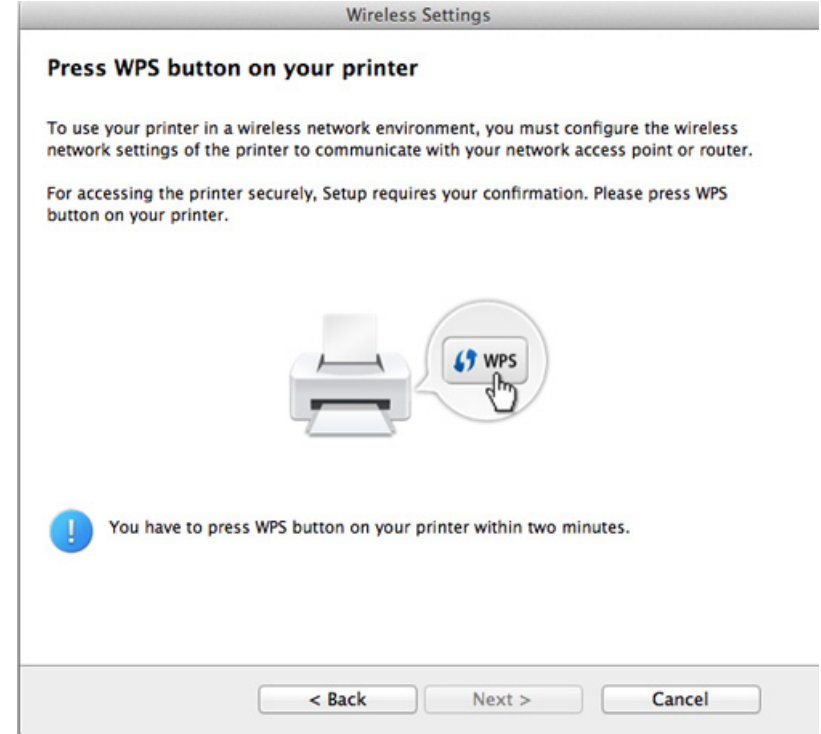 Wireless Settings
Press WPS button on your printer
To use your printer in a wireless network environment, you must configure the wireless
network settings of the printer to communicate with your network access point or router.
For accessing the printer securely, Setup requires your confirmation. Please press WPS
button on your printer.
WPS
! You have to press WPS button on your printer within two minutes.
< Back Next > Cancel